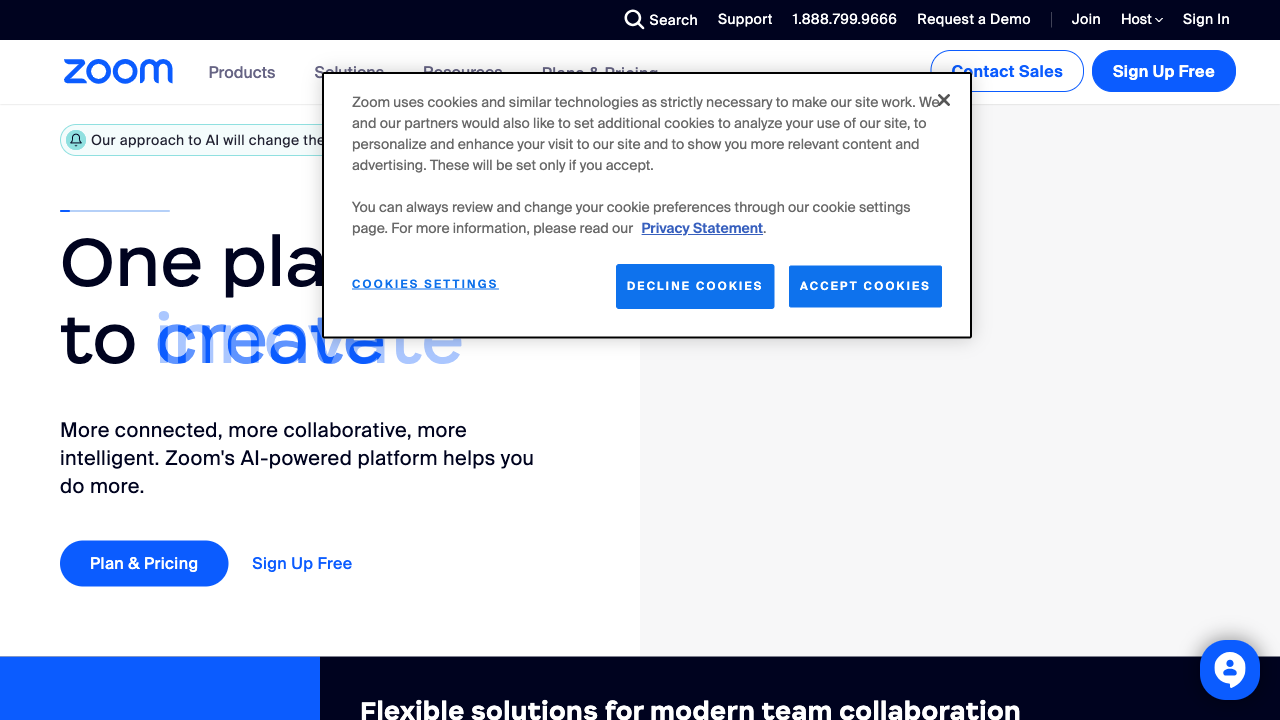 Search Support 1.888.799.9666 Request a Demo Join Host Sign In
zoom Products Solutions Resources Plans & Pricing Contact Sales Sign Up Free
Zoom uses cookies and similar technologies as strictly necessary to make our site work. We
and our partners would also like to set additional cookies to analyze your use of our site, to
personalize and enhance your visit to our site and to show you more relevant content and
advertising. These will be set only if you accept.
You can always review and change your cookie preferences through our cookie settings
page. For more information, please read our Privacy Statement.
COOKIES SETTINGS DECLINE COOKIES ACCEPT COOKIES
Our approach to AI will change the
One pla
to create
More connected, more collaborative, more
intelligent. Zoom's AI-powered platform helps you
do more.
Plan & Pricing Sign Up Free
Flexible solutions for modern team collaboration